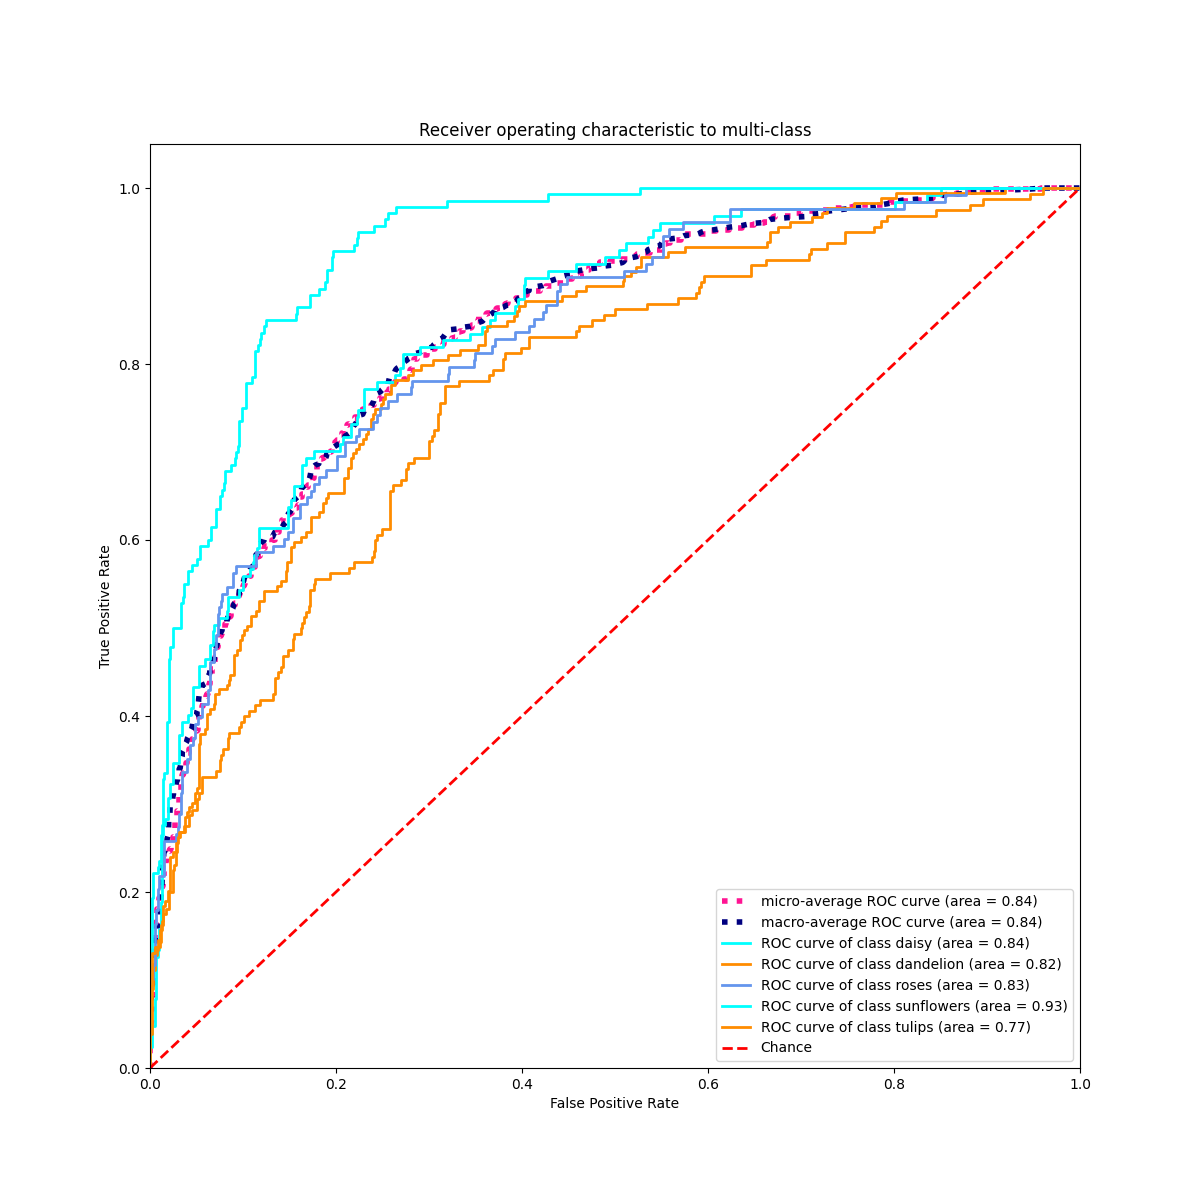 Receiver operating characteristic to multi-class
1.0
0.8
0.6
0.4
0.2
0.0
True Positive Rate
0.0 0.2 0.4 0.6 0.8 1.0
False Positive Rate
micro-average ROC curve (area = 0.84)
macro-average ROC curve (area = 0.84)
ROC curve of class daisy (area = 0.84)
ROC curve of class dandelion (area = 0.82)
ROC curve of class roses (area = 0.83)
ROC curve of class sunflowers (area = 0.93)
ROC curve of class tulips (area = 0.77)
Chance